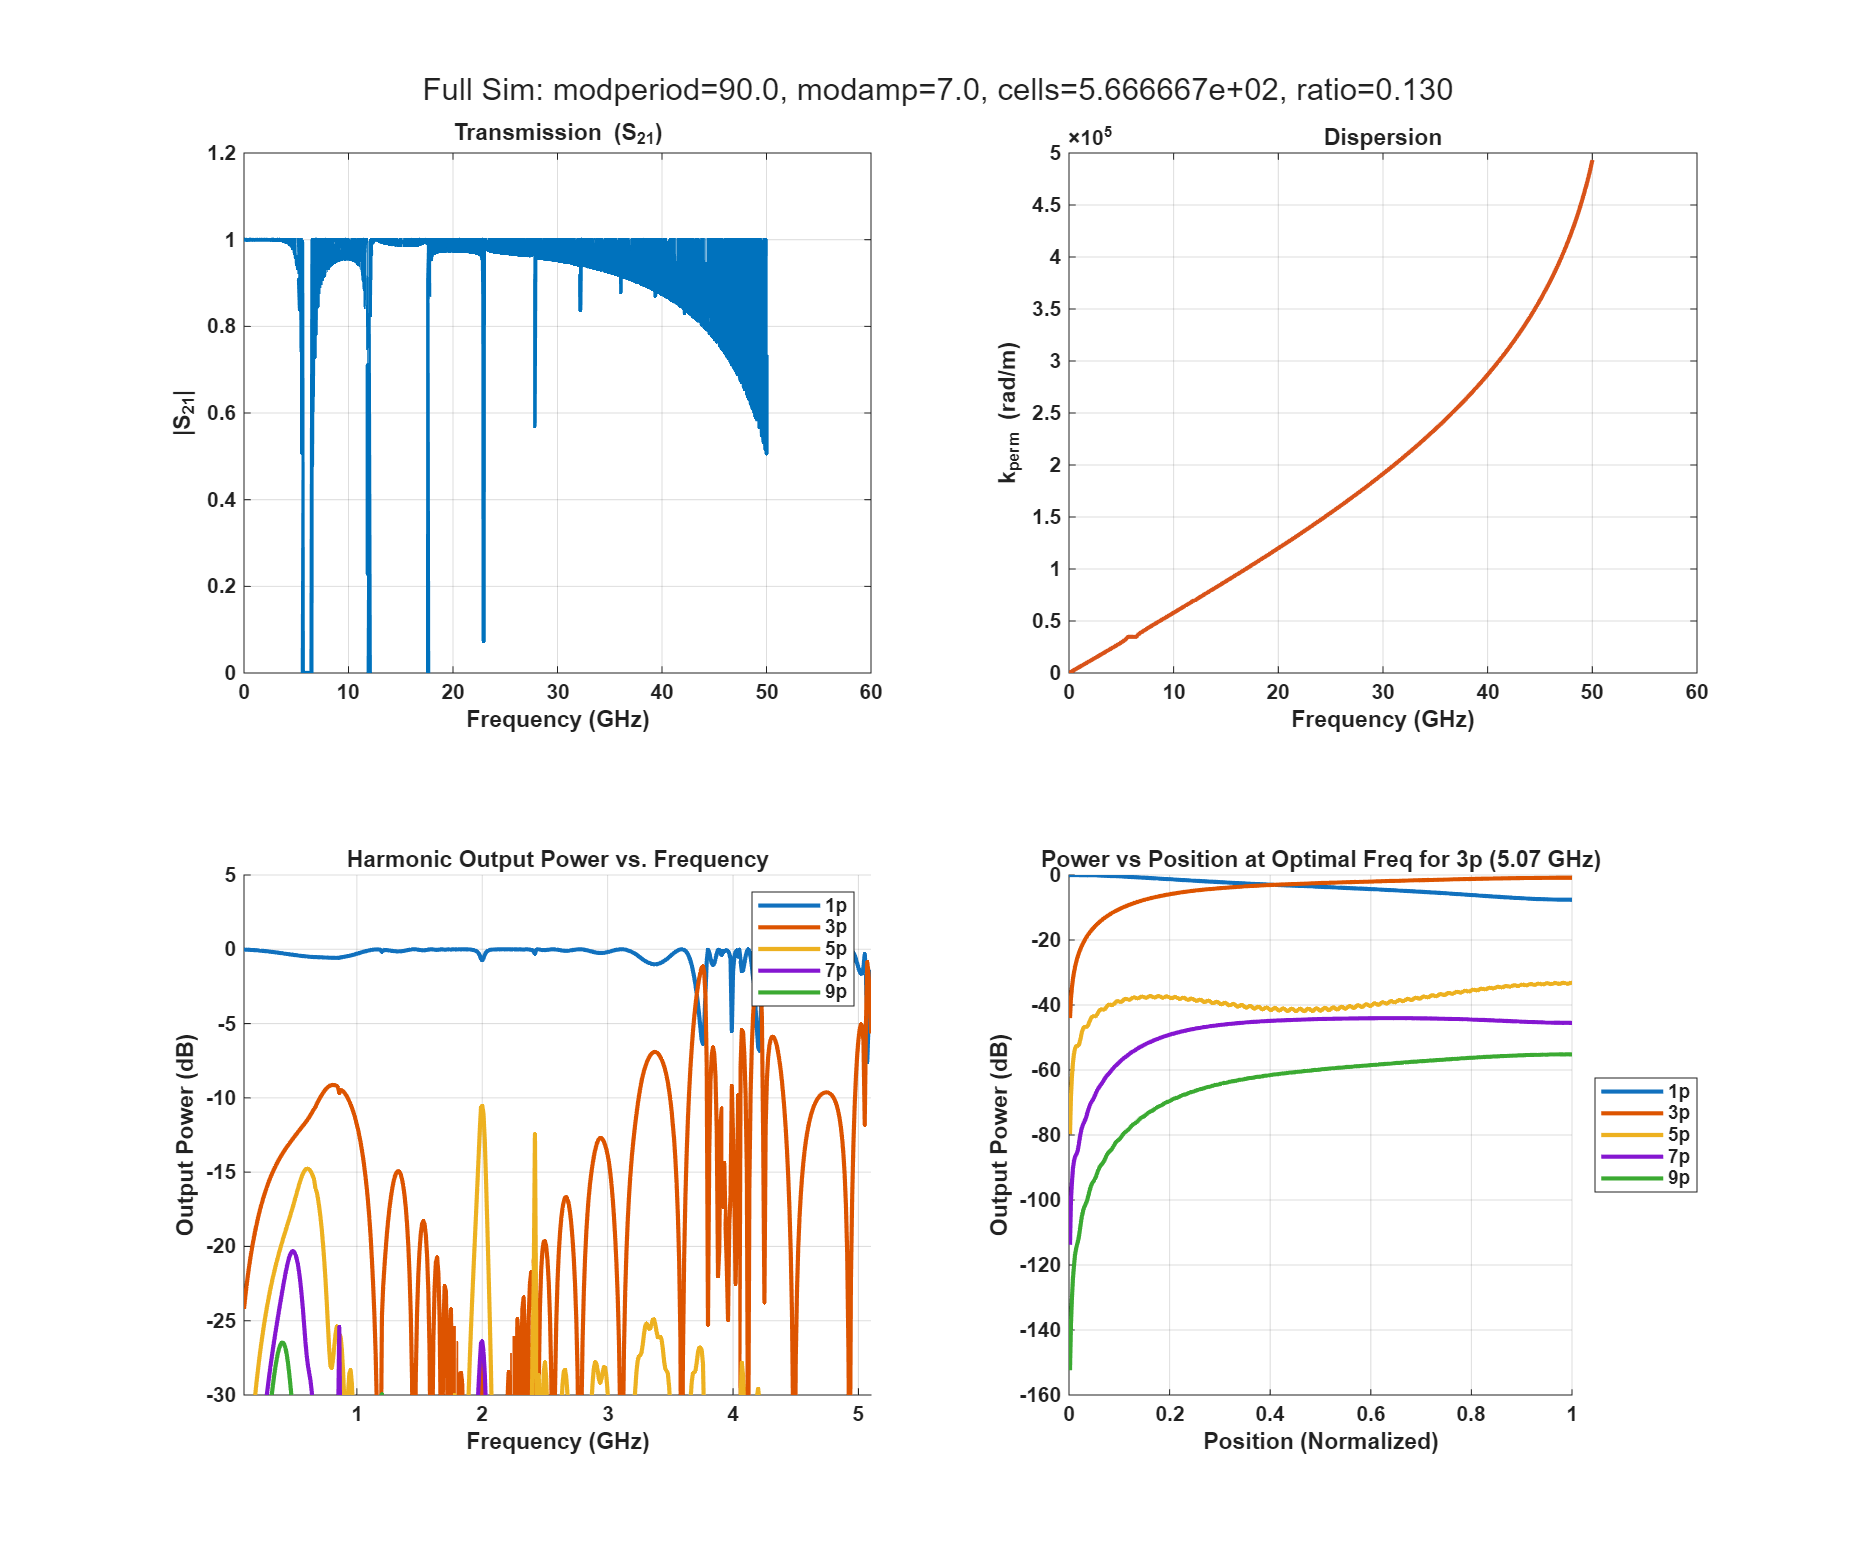 Full Sim: modperiod=90.0, modamp=7.0, cells=5.666667e+02, ratio=0.130
Transmission (S21)
1.2
1
0.8
0.6
0.4
0.2
0
|S21|
0 10 20 30 40 50 60
Frequency (GHz)
Dispersion
×10^5
5
4.5
4
3.5
3
2.5
2
1.5
1
0.5
0
kperm (rad/m)
0 10 20 30 40 50 60
Frequency (GHz)
Harmonic Output Power vs. Frequency
5
0
-5
-10
-15
-20
-25
-30
Output Power (dB)
1p
3p
5p
7p
9p
1 2 3 4 5
Frequency (GHz)
Power vs Position at Optimal Freq for 3p (5.07 GHz)
0
-20
-40
-60
-80
-100
-120
-140
-160
Output Power (dB)
0 0.2 0.4 0.6 0.8 1
Position (Normalized)
1p
3p
5p
7p
9p